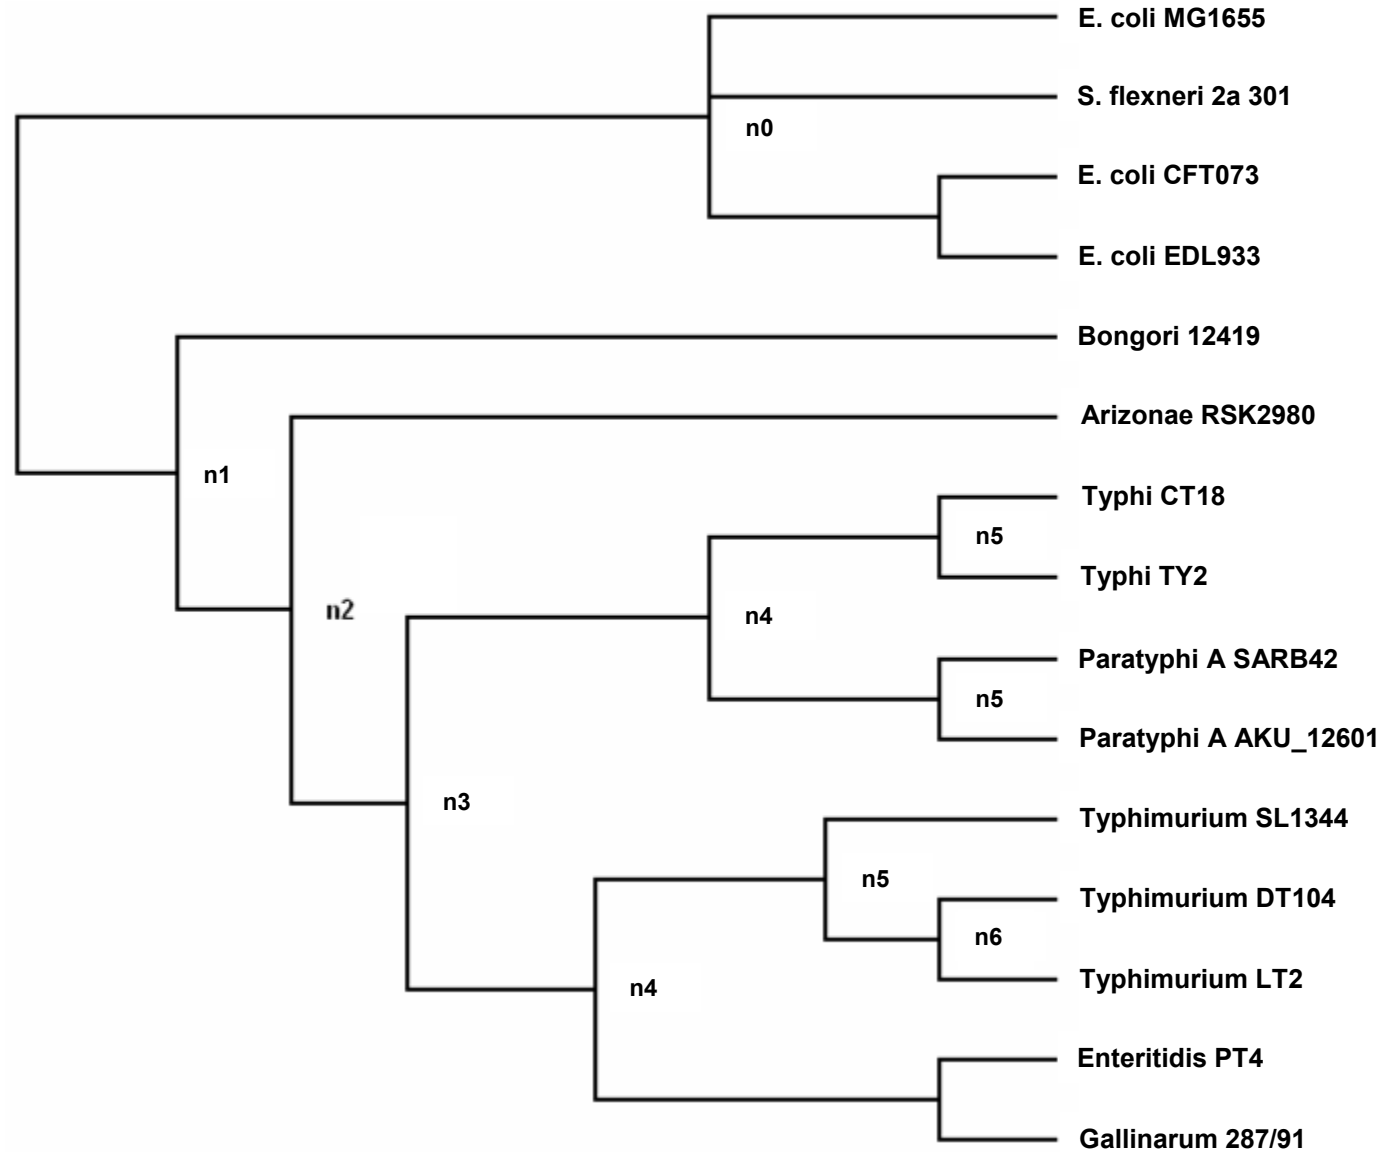 E. coli MG1655
S. flexneri 2a 301
n0
E. coli CFT073
E. coli EDL933
Bongori 12419
Arizonae RSK2980
n1
Typhi CT18
n5
Typhi TY2
n2
n4
Paratyphi A SARB42
n5
Paratyphi A AKU_12601
n3
Typhimurium SL1344
n5
Typhimurium DT104
n6
Typhimurium LT2
n4
Enteritidis PT4
Gallinarum 287/91